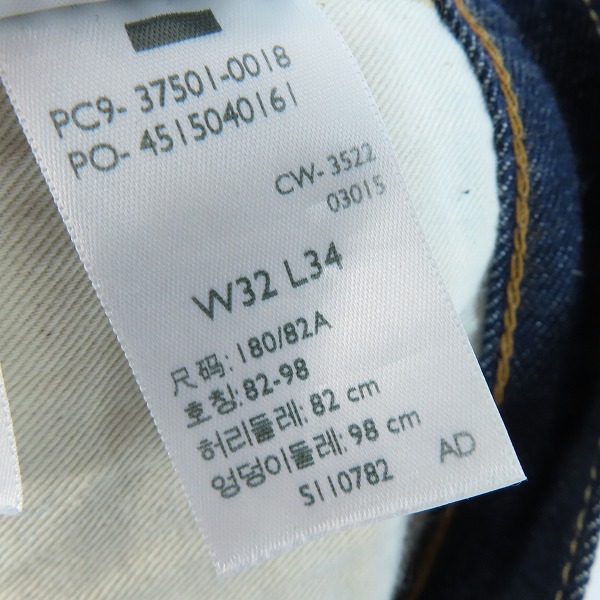 PC9- 37501-0018
PO- 4515040161
CW- 3522
03015
W32 L34
尺码: 180/82A
호칭: 82-98
허리둘레: 82 cm
엉덩이둘레: 98 cm
S110782 AD